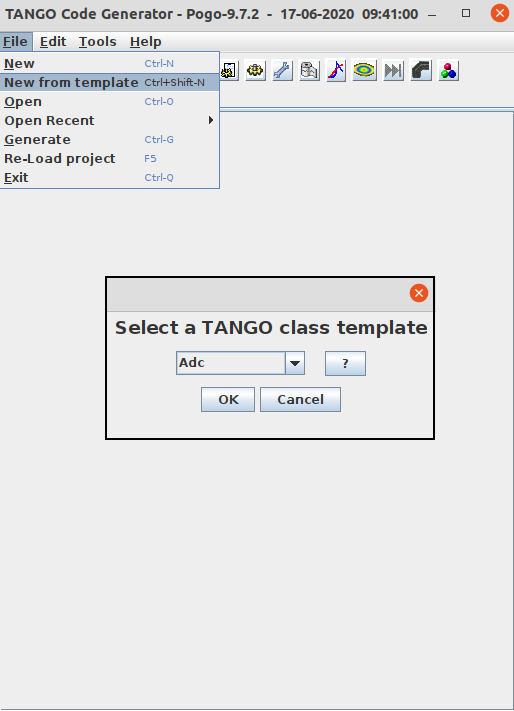 TANGO Code Generator - Pogo-9.7.2 - 17-06-2020 09:41:00
File Edit Tools Help
New Ctrl-N
New from template Ctrl+Shift-N
Open Ctrl-O
Open Recent
Generate Ctrl-G
Re-Load project F5
Exit Ctrl-Q
Select a TANGO class template
Adc ?
OK Cancel